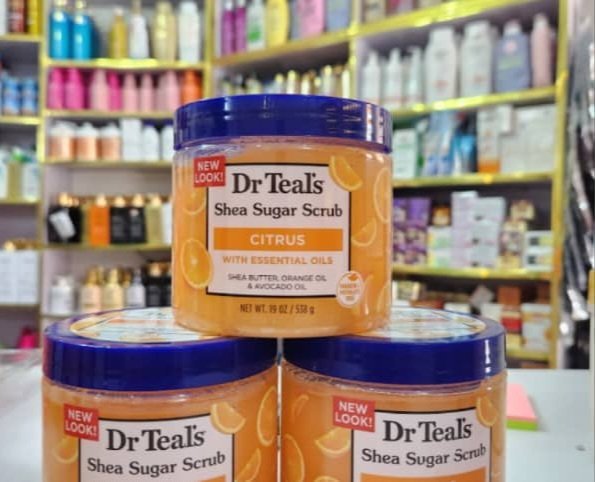 NEW
LOOK!
Dr Teal's
Shea Sugar Scrub
CITRUS
WITH ESSENTIAL OILS
SHEA BUTTER, ORANGE OIL
& AVOCADO OIL
NET WT. 19 OZ / 538 g
NEW
LOOK!
Dr Teal's
Shea Sugar Scrub
NEW
LOOK!
Dr Teal's
Shea Sugar Scrub